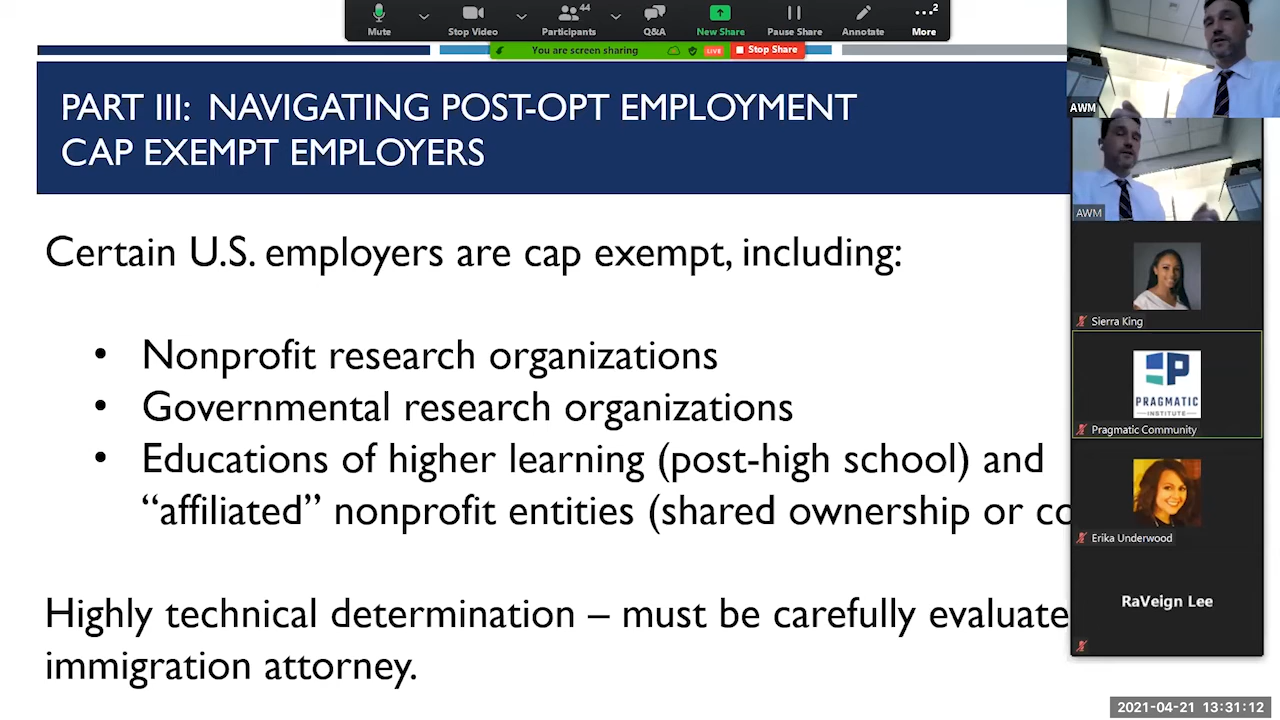 44
2
Mute
Stop Video
Participants
Q&A
New Share
Pause Share
Annotate
More
You are screen sharing
LIVE
Stop Share
PART III: NAVIGATING POST-OPT EMPLOYMENT
CAP EXEMPT EMPLOYERS
Certain U.S. employers are cap exempt, including:
• Nonprofit research organizations
• Governmental research organizations
• Educations of higher learning (post-high school) and
“affiliated” nonprofit entities (shared ownership or co
Highly technical determination – must be carefully evaluate
immigration attorney.
AWM
AWM
Sierra King
P
PRAGMATIC
INSTITUTE
Pragmatic Community
Erika Underwood
RaVeign Lee
2021-04-21 13:31:12